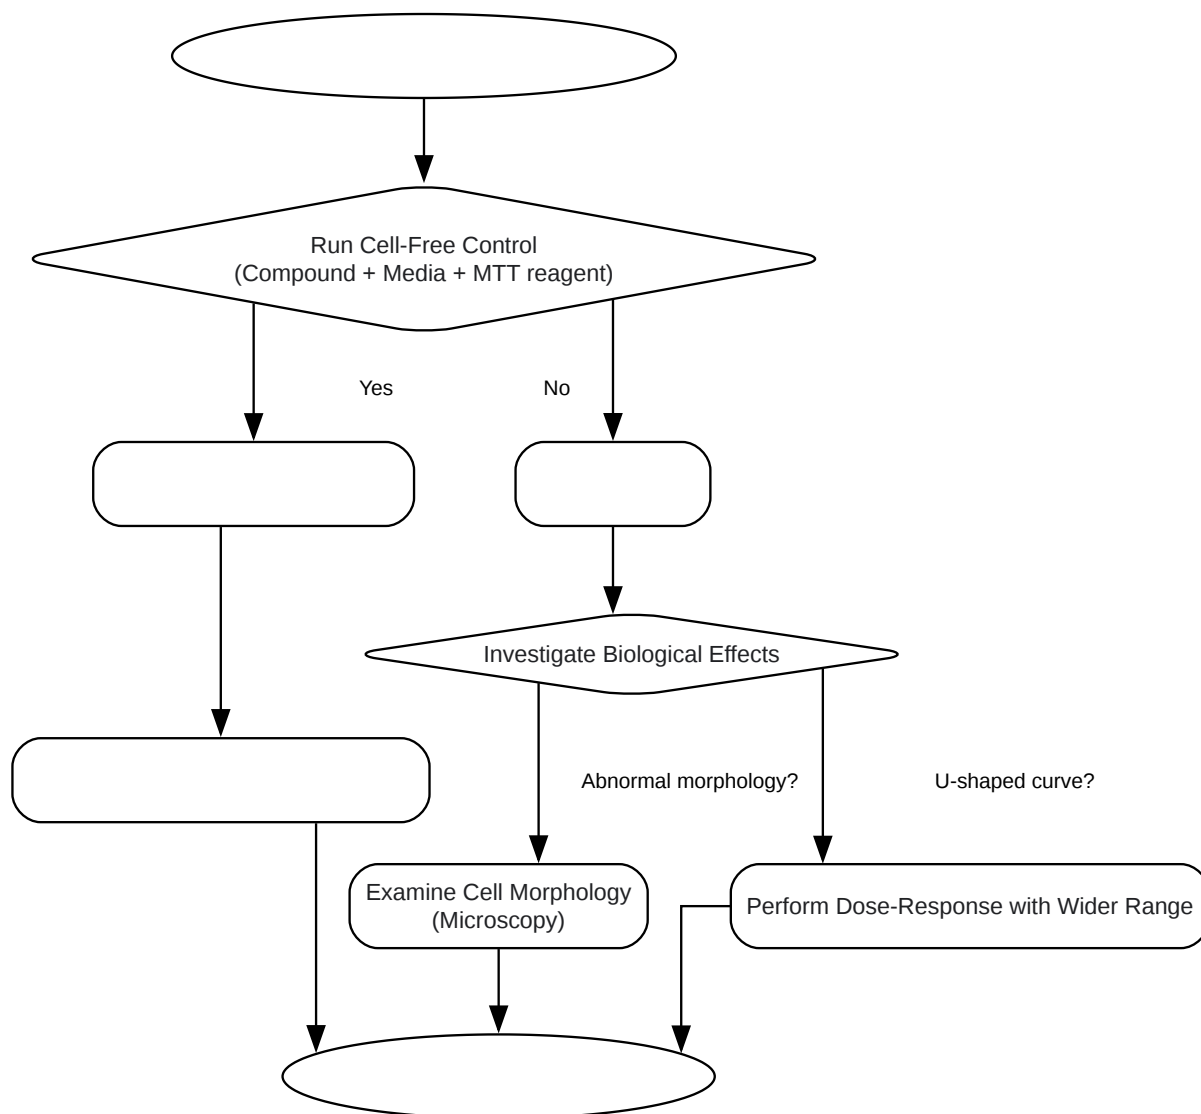 Run Cell-Free Control
(Compound + Media + MTT reagent)
Yes
No
Investigate Biological Effects
Abnormal morphology?
U-shaped curve?
Examine Cell Morphology
(Microscopy)
Perform Dose-Response with Wider Range